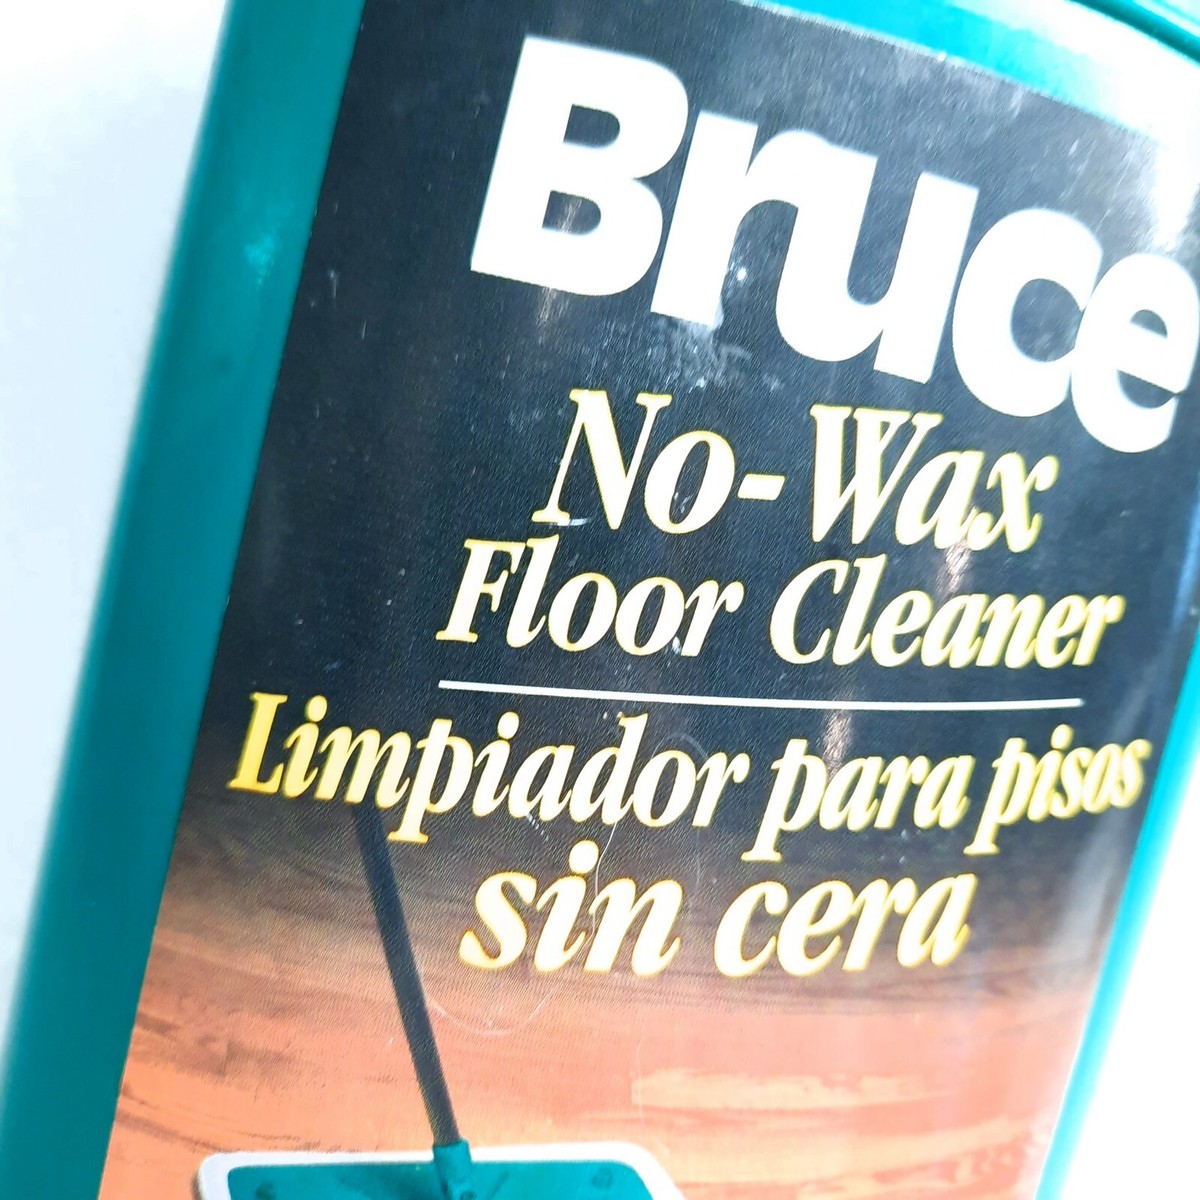 Bruce
No-Wax
Floor Cleaner
Limpiador para pisos
sin cera